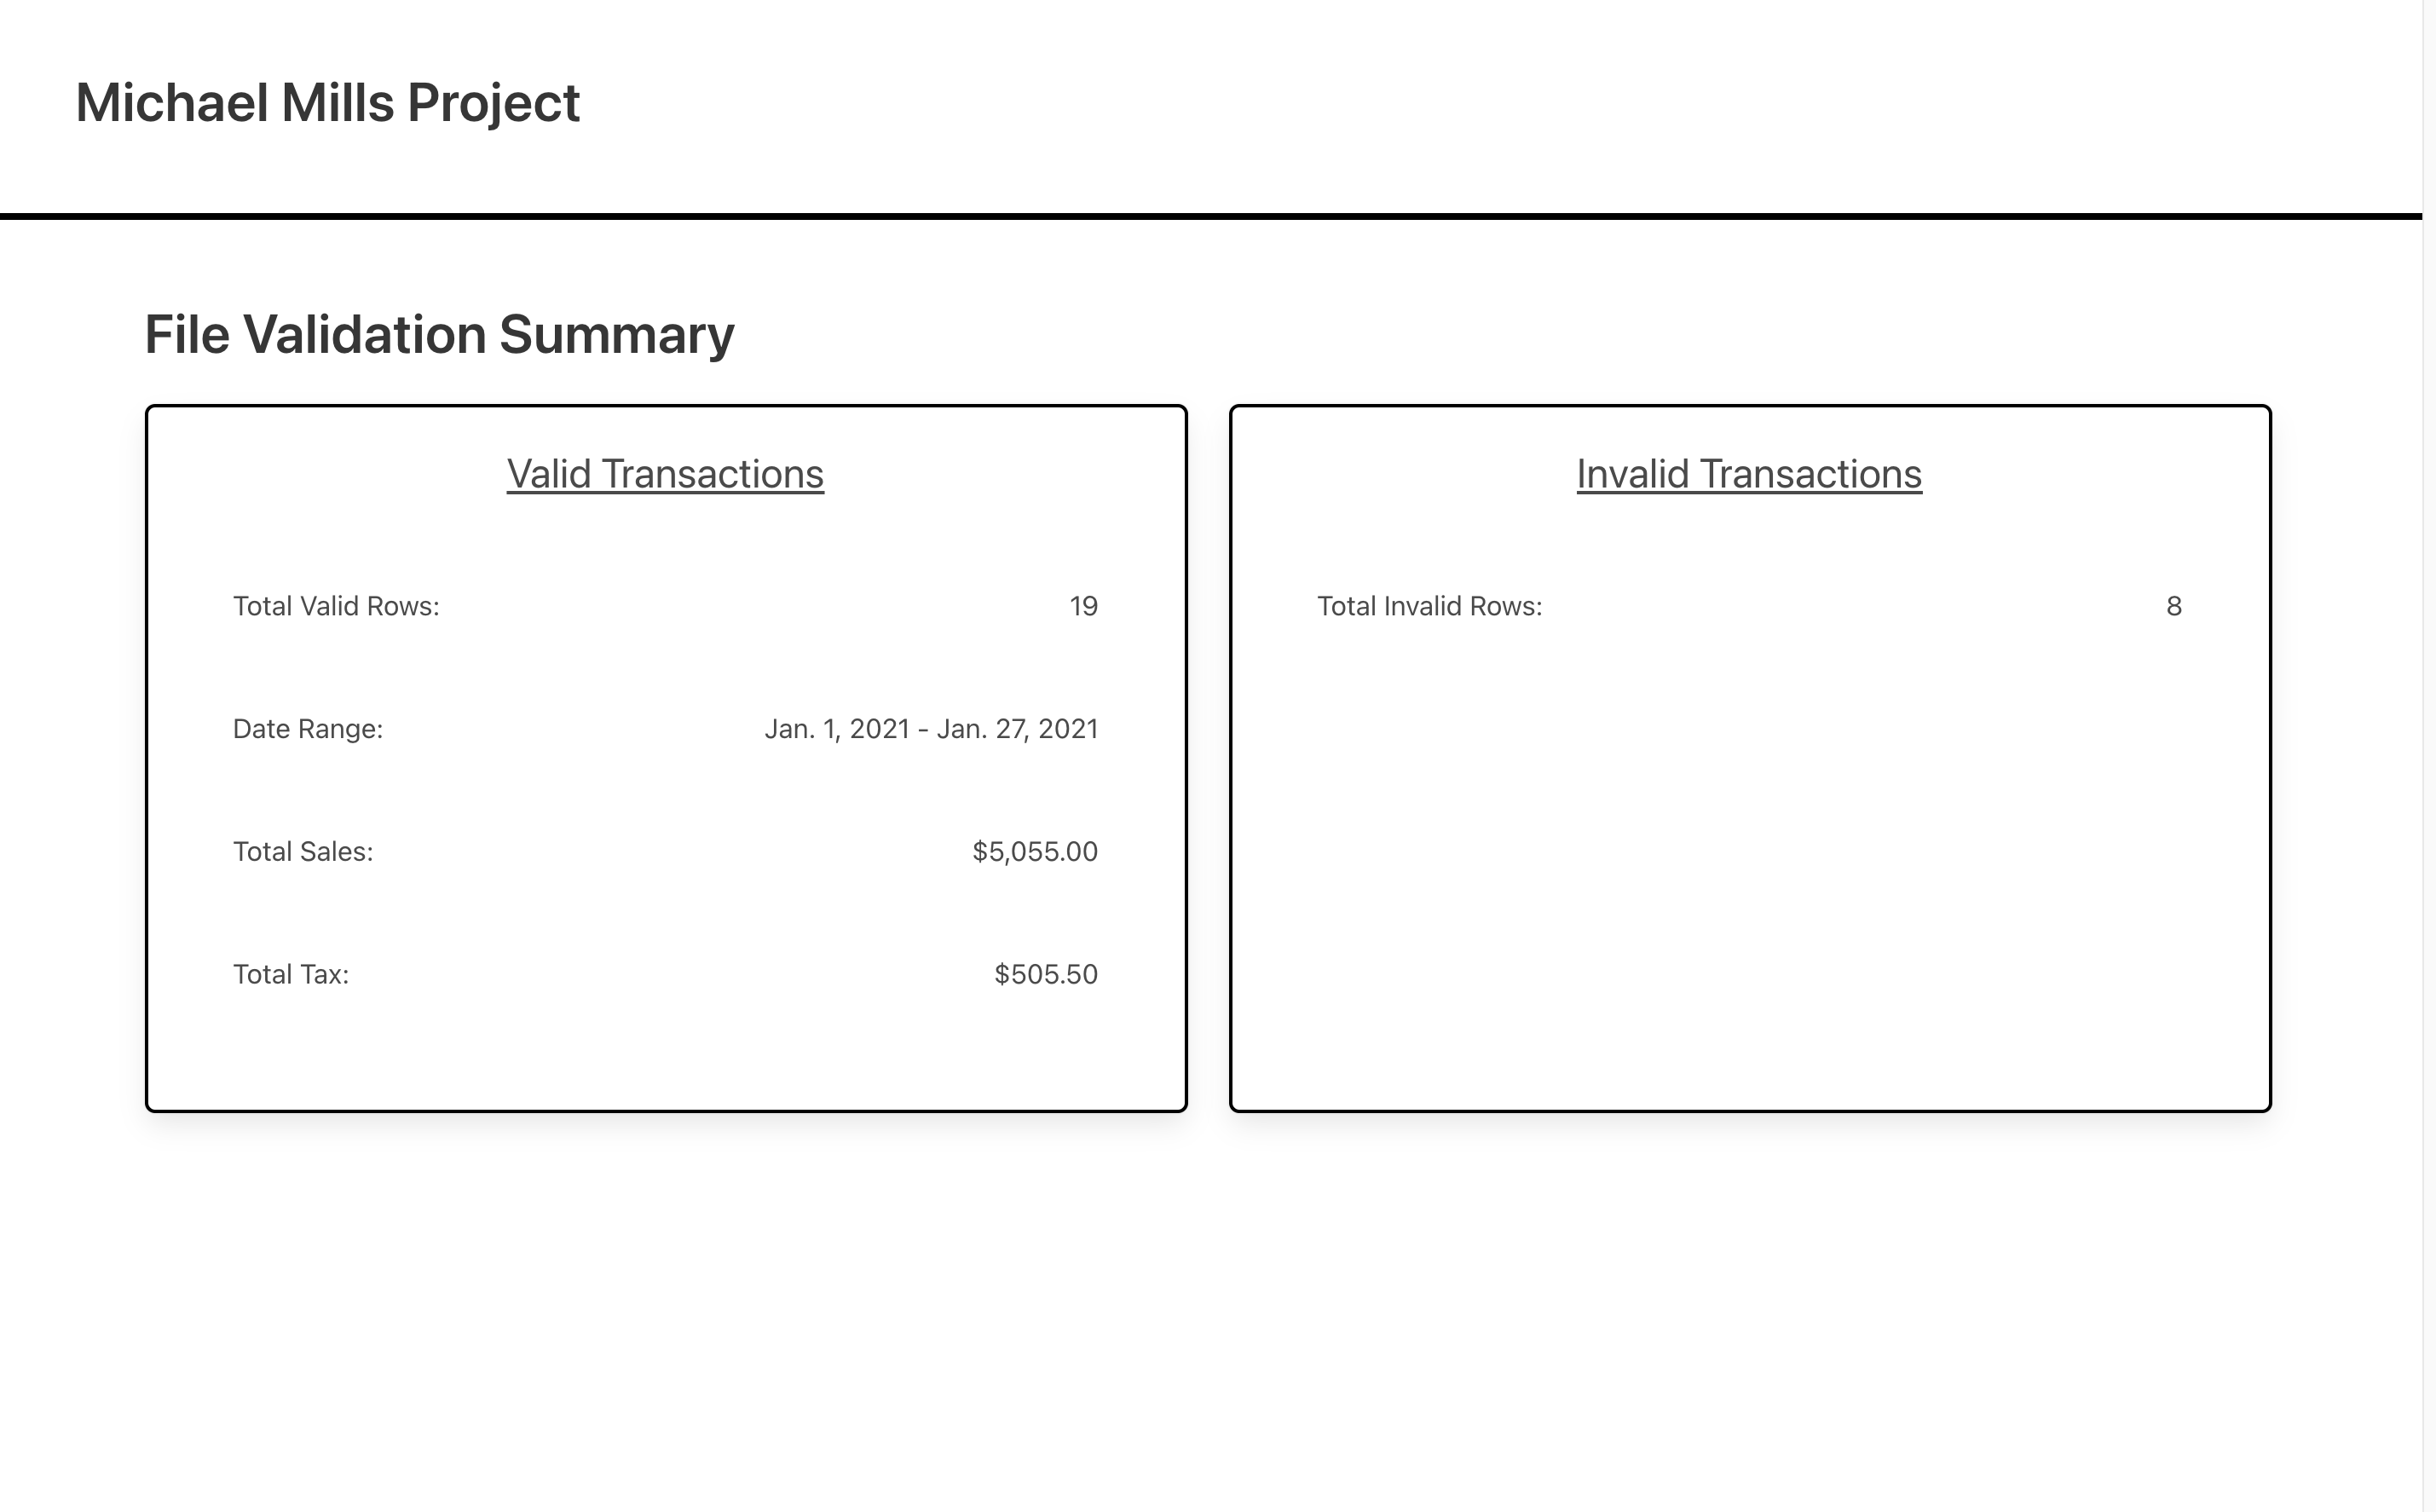 Michael Mills Project
File Validation Summary
Valid Transactions
Total Valid Rows: 19
Date Range: Jan. 1, 2021 - Jan. 27, 2021
Total Sales: $5,055.00
Total Tax: $505.50
Invalid Transactions
Total Invalid Rows: 8